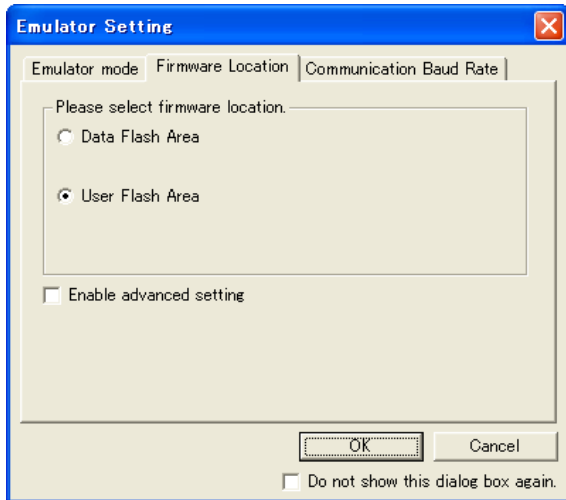 Emulator Setting
Emulator mode Firmware Location Communication Baud Rate
Please select firmware location.
Data Flash Area
User Flash Area
Enable advanced setting
OK Cancel
Do not show this dialog box again.